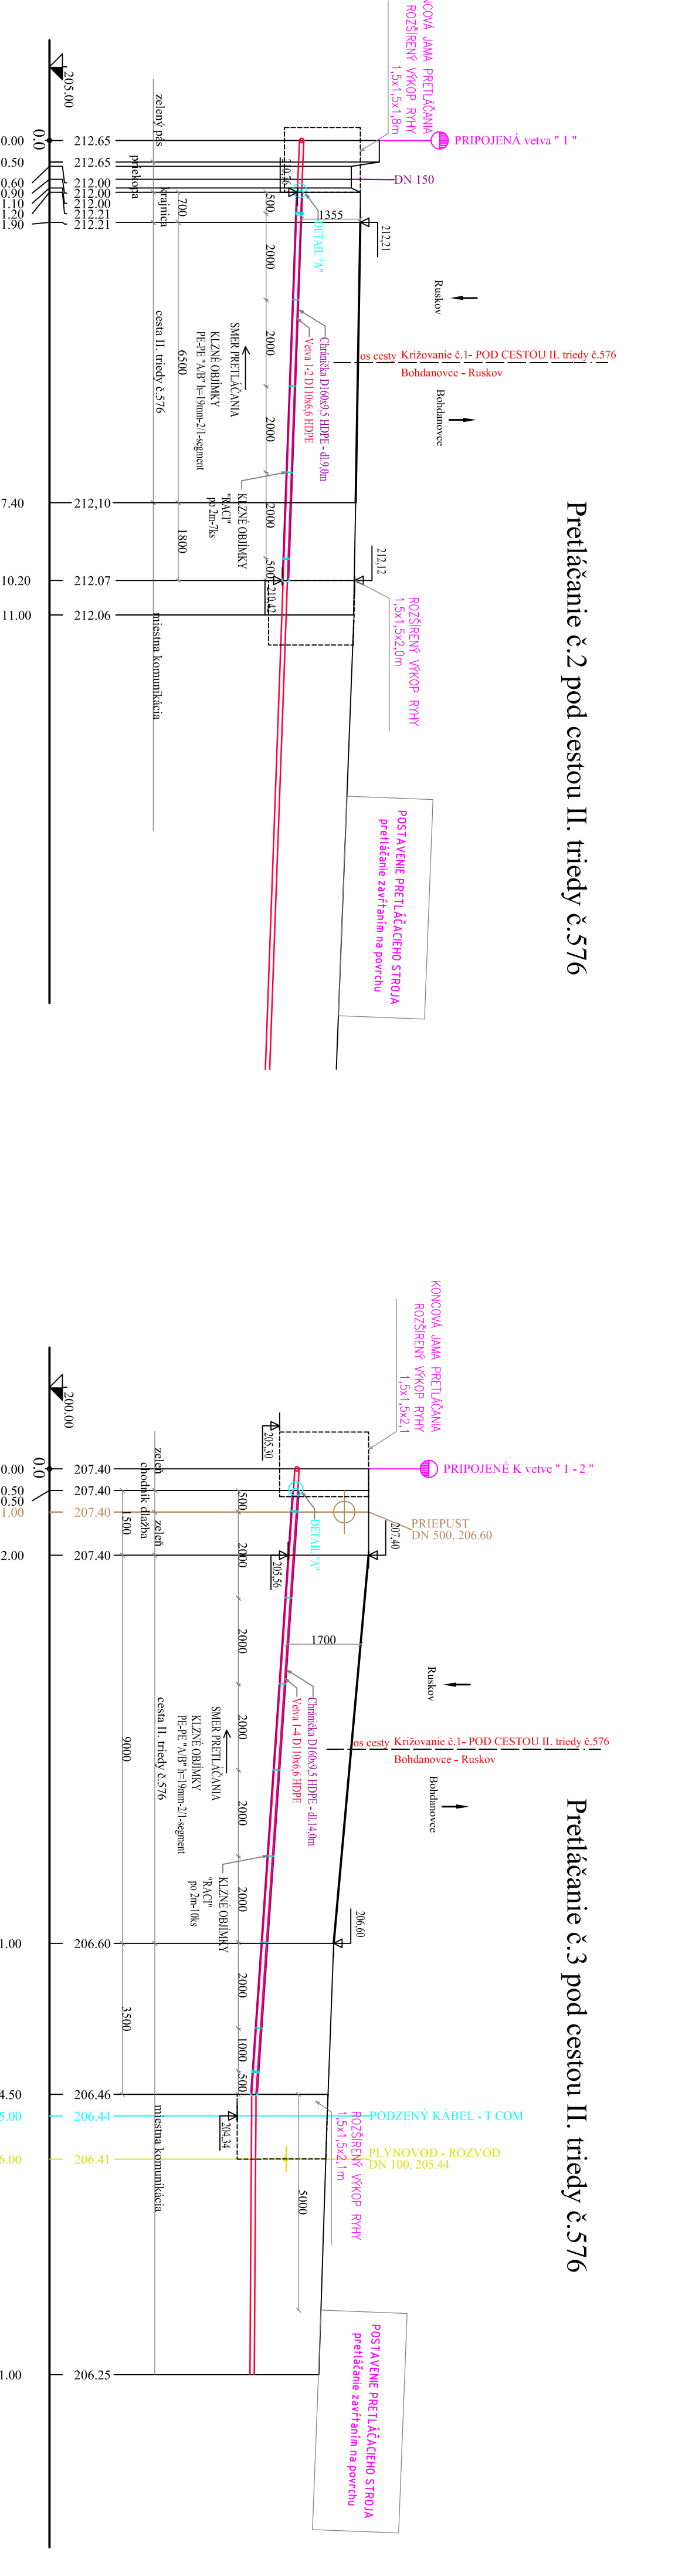 Pretláčanie č.2 pod cestou II. triedy č.576
NCOVÁ JAMA PRETLÁČANIA
ROZŠÍRENÝ VÝKOP RYHY
1,5x1,5x1,8m
PRIPOJENÁ vetva " 1 "
DN 150
205.00
0.0
zelený pás
priekopa
krajnica
cesta II. triedy č.576
miestna komunikácia
0.00
212.65
0.50
212.65
0.60
212.00
0.90
212.00
1.10
212.00
1.20
212.21
1.90
212.21
7.40
212,10
10.20
212.07
11.00
212.06
700
6500
1800
500
2000
2000
2000
2000
500
1355
210,76
212,21
212,12
210,42
DETAIL "A"
Ruskov
Bohdanovce
os cesty
Križovanie č.1- POD CESTOU II. triedy č.576
Bohdanovce - Ruskov
Chránička D160x9,5 HDPE - dl.9,0m
Vetva 1-2 D110x6,6 HDPE
SMER PRETLÁČANIA
KLZNÉ OBJÍMKY
PE-PE "A/B" h=19mm-2/1-segment
KLZNÉ OBJÍMKY
"RACI"
po 2m-7ks
ROZŠÍRENÝ VÝKOP RYHY
1,5x1,5x2,0m
POSTAVENIE PRETLÁČACIEHO STROJA
pretláčanie zavŕtaním na povrchu
Pretláčanie č.3 pod cestou II. triedy č.576
KONCOVÁ JAMA PRETLÁČANIA
ROZŠÍRENÝ VÝKOP RYHY
1,5x1,5x2,1
PRIPOJENÉ K vetve " 1 - 2 "
PRIEPUST
DN 500, 206.60
200.00
0.0
zeleň
chodník dlažba
zeleň
cesta II. triedy č.576
miestna komunikácia
0.00
207.40
0.50
207.40
0.50
1.00
207.40
2.00
207.40
1.00
206.60
4.50
206.46
5.00
206.44
6.00
206.41
1.00
206.25
1500
9000
3500
500
2000
2000
2000
2000
2000
2000
1000
500
1700
5000
205,30
205,56
207,40
206,60
204,34
DETAIL "A"
Ruskov
Bohdanovce
os cesty
Križovanie č.1- POD CESTOU II. triedy č.576
Bohdanovce - Ruskov
Chránička D160x9,5 HDPE - dl.14,0m
Vetva 1-4 D110x6,6 HDPE
SMER PRETLÁČANIA
KLZNÉ OBJÍMKY
PE-PE "A/B" h=19mm-2/1-segment
KLZNÉ OBJÍMKY
"RACI"
po 2m-10ks
PODZENÝ KÁBEL - T COM
PLYNOVOD - ROZVOD
DN 100, 205.44
ROZŠÍRENÝ VÝKOP RYHY
1,5x1,5x2,1m
POSTAVENIE PRETLÁČACIEHO STROJA
pretláčanie zavŕtaním na povrchu